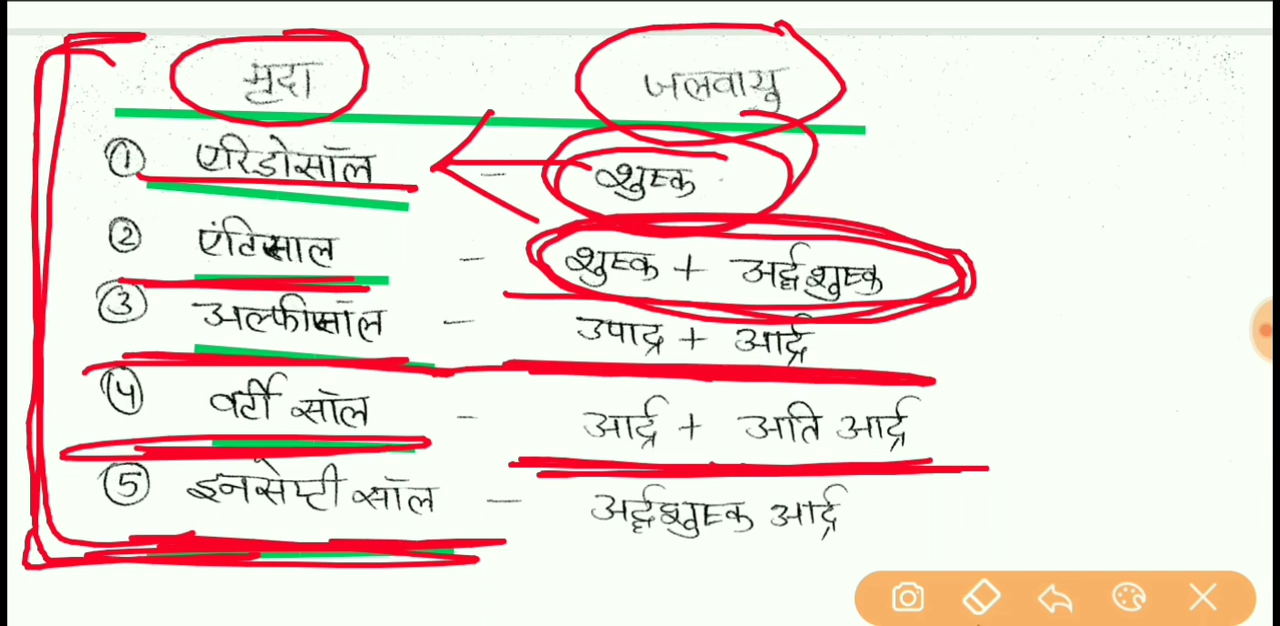 मृदा जलवायु
① एरिडोसॉल - शुष्क
② एंटिसाल - शुष्क + अर्द्धशुष्क
③ अल्फीसॉल - उपाद्र + आर्द्र
④ वर्टी सॉल - आर्द्र + अति आर्द्र
⑤ इनसेप्टी सॉल - अर्द्धशुष्क आर्द्र